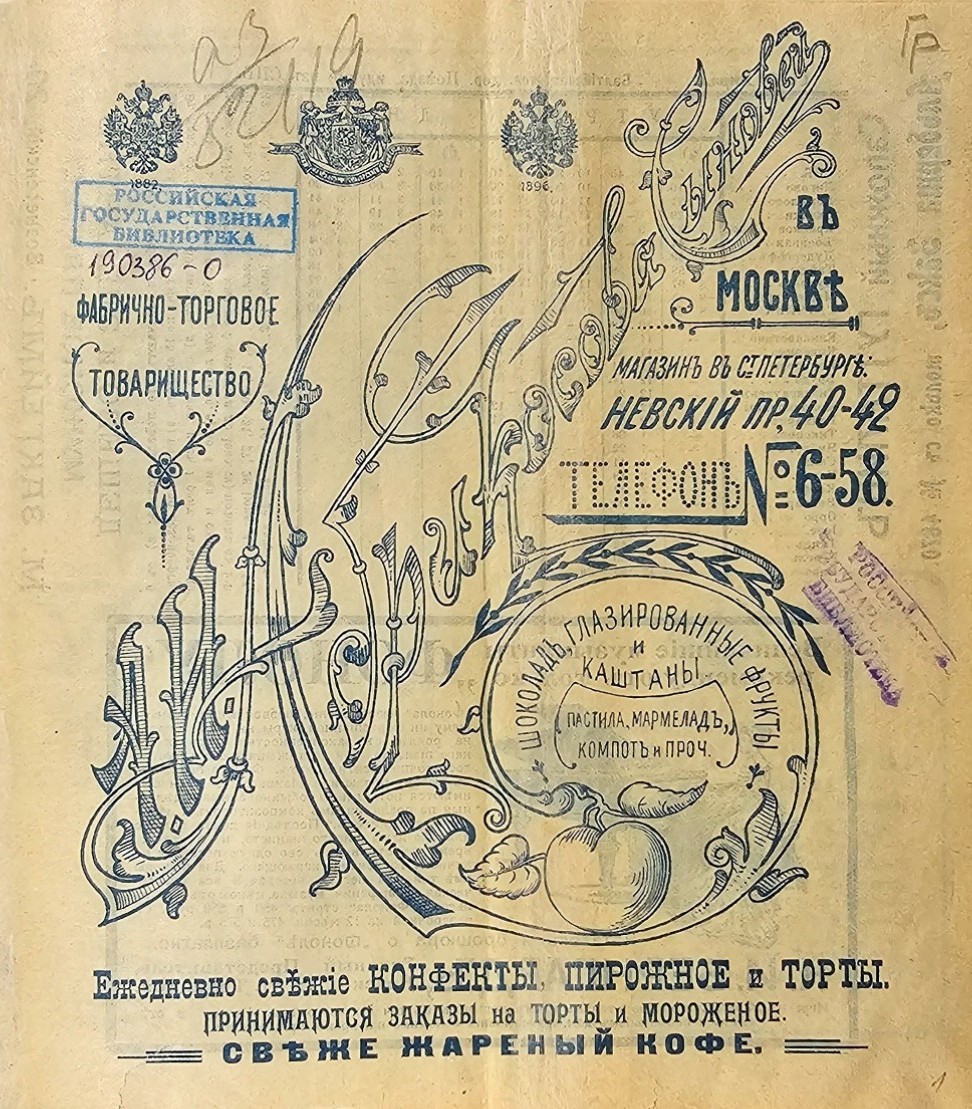 1882.
1896.
РОССИЙСКАЯ
ГОСУДАРСТВЕННАЯ
БИБЛИОТЕКА
190386-О
Гр
ФАБРИЧНО-ТОРГОВОЕ
ТОВАРИЩЕСТВО
А.И. Абрикосова Сыновей
ВЪ
МОСКВѢ
МАГАЗИНЪ ВЪ С.ПЕТЕРБУРГѢ:
НЕВСКІЙ ПР, 40-42
ТЕЛЕФОНЪ № 6-58.
ШОКОЛАДЪ ГЛАЗИРОВАННЫЕ ФРУКТЫ
И
КАШТАНЫ
ПАСТИЛА, МАРМЕЛАДЪ,
КОМПОТЪ и ПРОЧ.
Ежедневно свѣжіе КОНФЕКТЫ, ПИРОЖНОЕ и ТОРТЫ.
ПРИНИМАЮТСЯ ЗАКАЗЫ на ТОРТЫ и МОРОЖЕНОЕ.
СВѢЖЕ ЖАРЕНЫЙ КОФЕ.
1